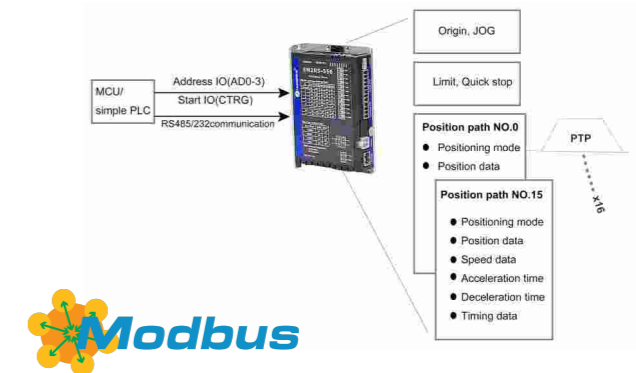 Origin, JOG
MCU/
simple PLC
Address IO(AD0-3)
Start IO(CTRG)
RS485/232communication
Limit, Quick stop
Position path NO.0
Positioning mode
Position data
PTP
x16
Position path NO.15
Positioning mode
Position data
Speed data
Acceleration time
Deceleration time
Timing data
Modbus